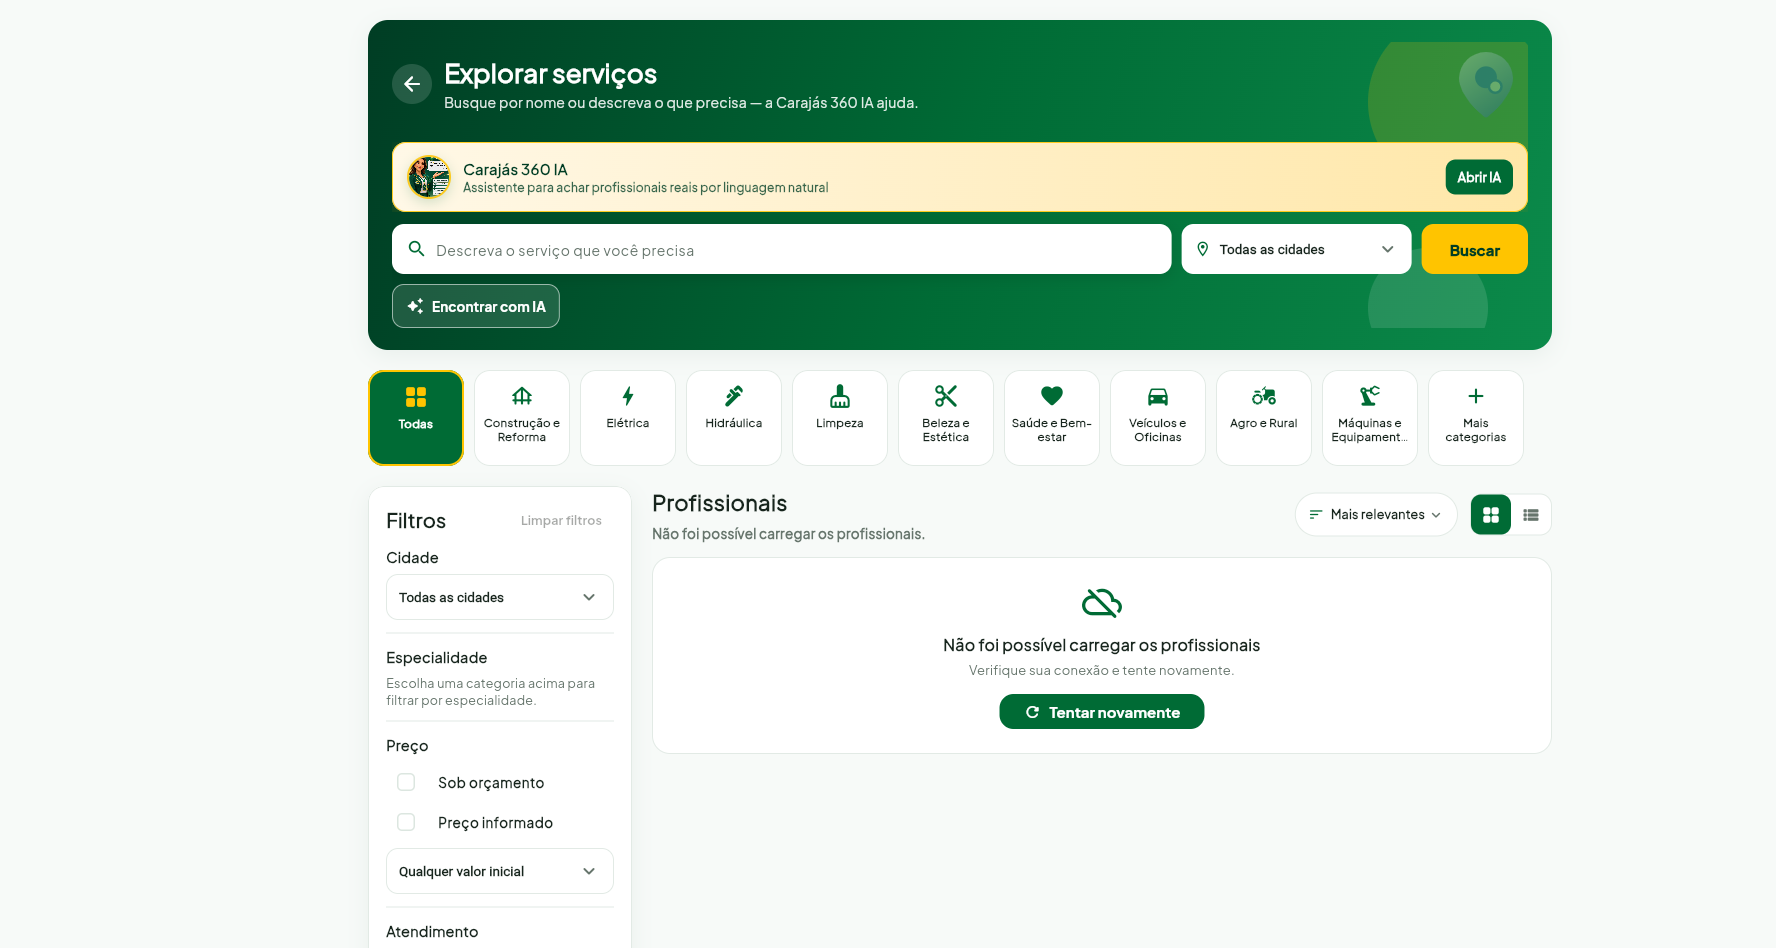 Explorar serviços
Busque por nome ou descreva o que precisa — a Carajás 360 IA ajuda.
Carajás 360 IA
Assistente para achar profissionais reais por linguagem natural
Abrir IA
Descreva o serviço que você precisa
Todas as cidades
Buscar
Encontrar com IA
Todas
Construção e
Reforma
Elétrica
Hidráulica
Limpeza
Beleza e
Estética
Saúde e Bem-
estar
Veículos e
Oficinas
Agro e Rural
Máquinas e
Equipament...
Mais
categorias
Filtros
Limpar filtros
Cidade
Todas as cidades
Especialidade
Escolha uma categoria acima para
filtrar por especialidade.
Preço
Sob orçamento
Preço informado
Qualquer valor inicial
Atendimento
Profissionais
Não foi possível carregar os profissionais.
Mais relevantes
Não foi possível carregar os profissionais
Verifique sua conexão e tente novamente.
Tentar novamente